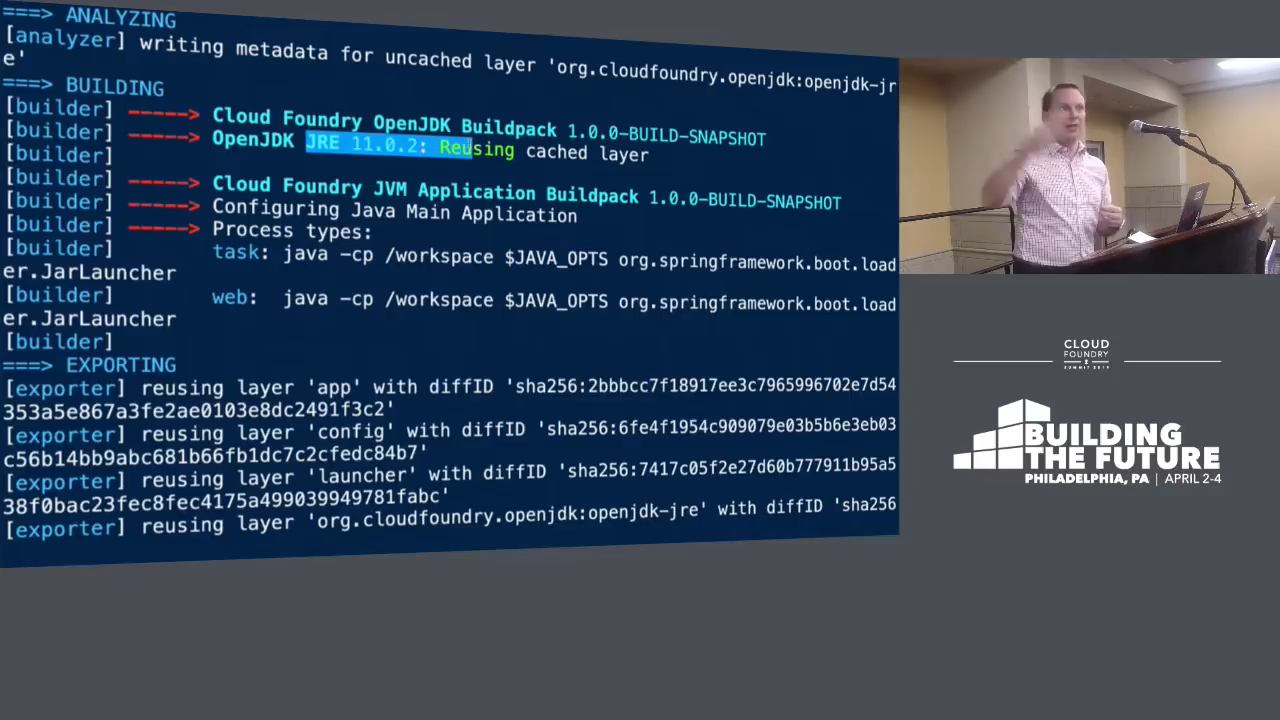 ===> ANALYZING
[analyzer] writing metadata for uncached layer 'org.cloudfoundry.openjdk:openjdk-jr
e'
===> BUILDING
[builder] -----> Cloud Foundry OpenJDK Buildpack 1.0.0-BUILD-SNAPSHOT
[builder] -----> OpenJDK JRE 11.0.2: Reusing cached layer
[builder]
[builder] -----> Cloud Foundry JVM Application Buildpack 1.0.0-BUILD-SNAPSHOT
[builder] -----> Configuring Java Main Application
[builder] -----> Process types:
[builder] task: java -cp /workspace $JAVA_OPTS org.springframework.boot.load
er.JarLauncher
[builder] web: java -cp /workspace $JAVA_OPTS org.springframework.boot.load
er.JarLauncher
[builder]
===> EXPORTING
[exporter] reusing layer 'app' with diffID 'sha256:2bbbcc7f18917ee3c7965996702e7d54
353a5e867a3fe2ae0103e8dc2491f3c2'
[exporter] reusing layer 'config' with diffID 'sha256:6fe4f1954c909079e03b5b6e3eb03
c56b14bb9abc681b66fb1dc7c2cfedc84b7'
[exporter] reusing layer 'launcher' with diffID 'sha256:7417c05f2e27d60b777911b95a5
38f0bac23fec8fec4175a499039949781fabc'
[exporter] reusing layer 'org.cloudfoundry.openjdk:openjdk-jre' with diffID 'sha256
CLOUD
FOUNDRY
SUMMIT 2019
BUILDING
THE FUTURE
PHILADELPHIA, PA | APRIL 2-4